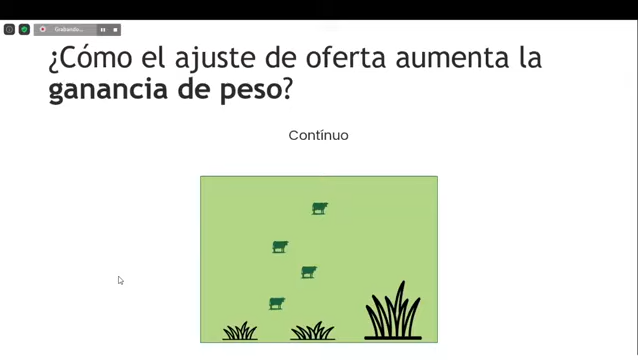 Grabando...
¿Cómo el ajuste de oferta aumenta la
ganancia de peso?
Contínuo